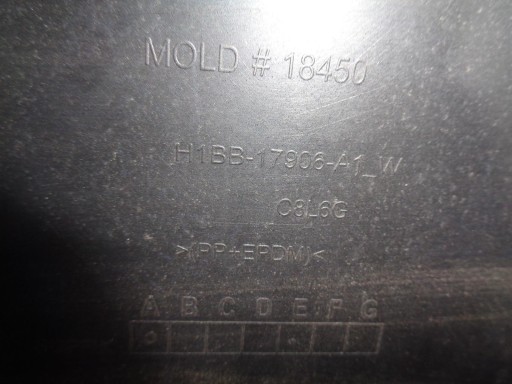 MOLD # 18450
H1BB-17906-A1_W
C8L6G
>(PP+EPDM)<
A B C D E F G